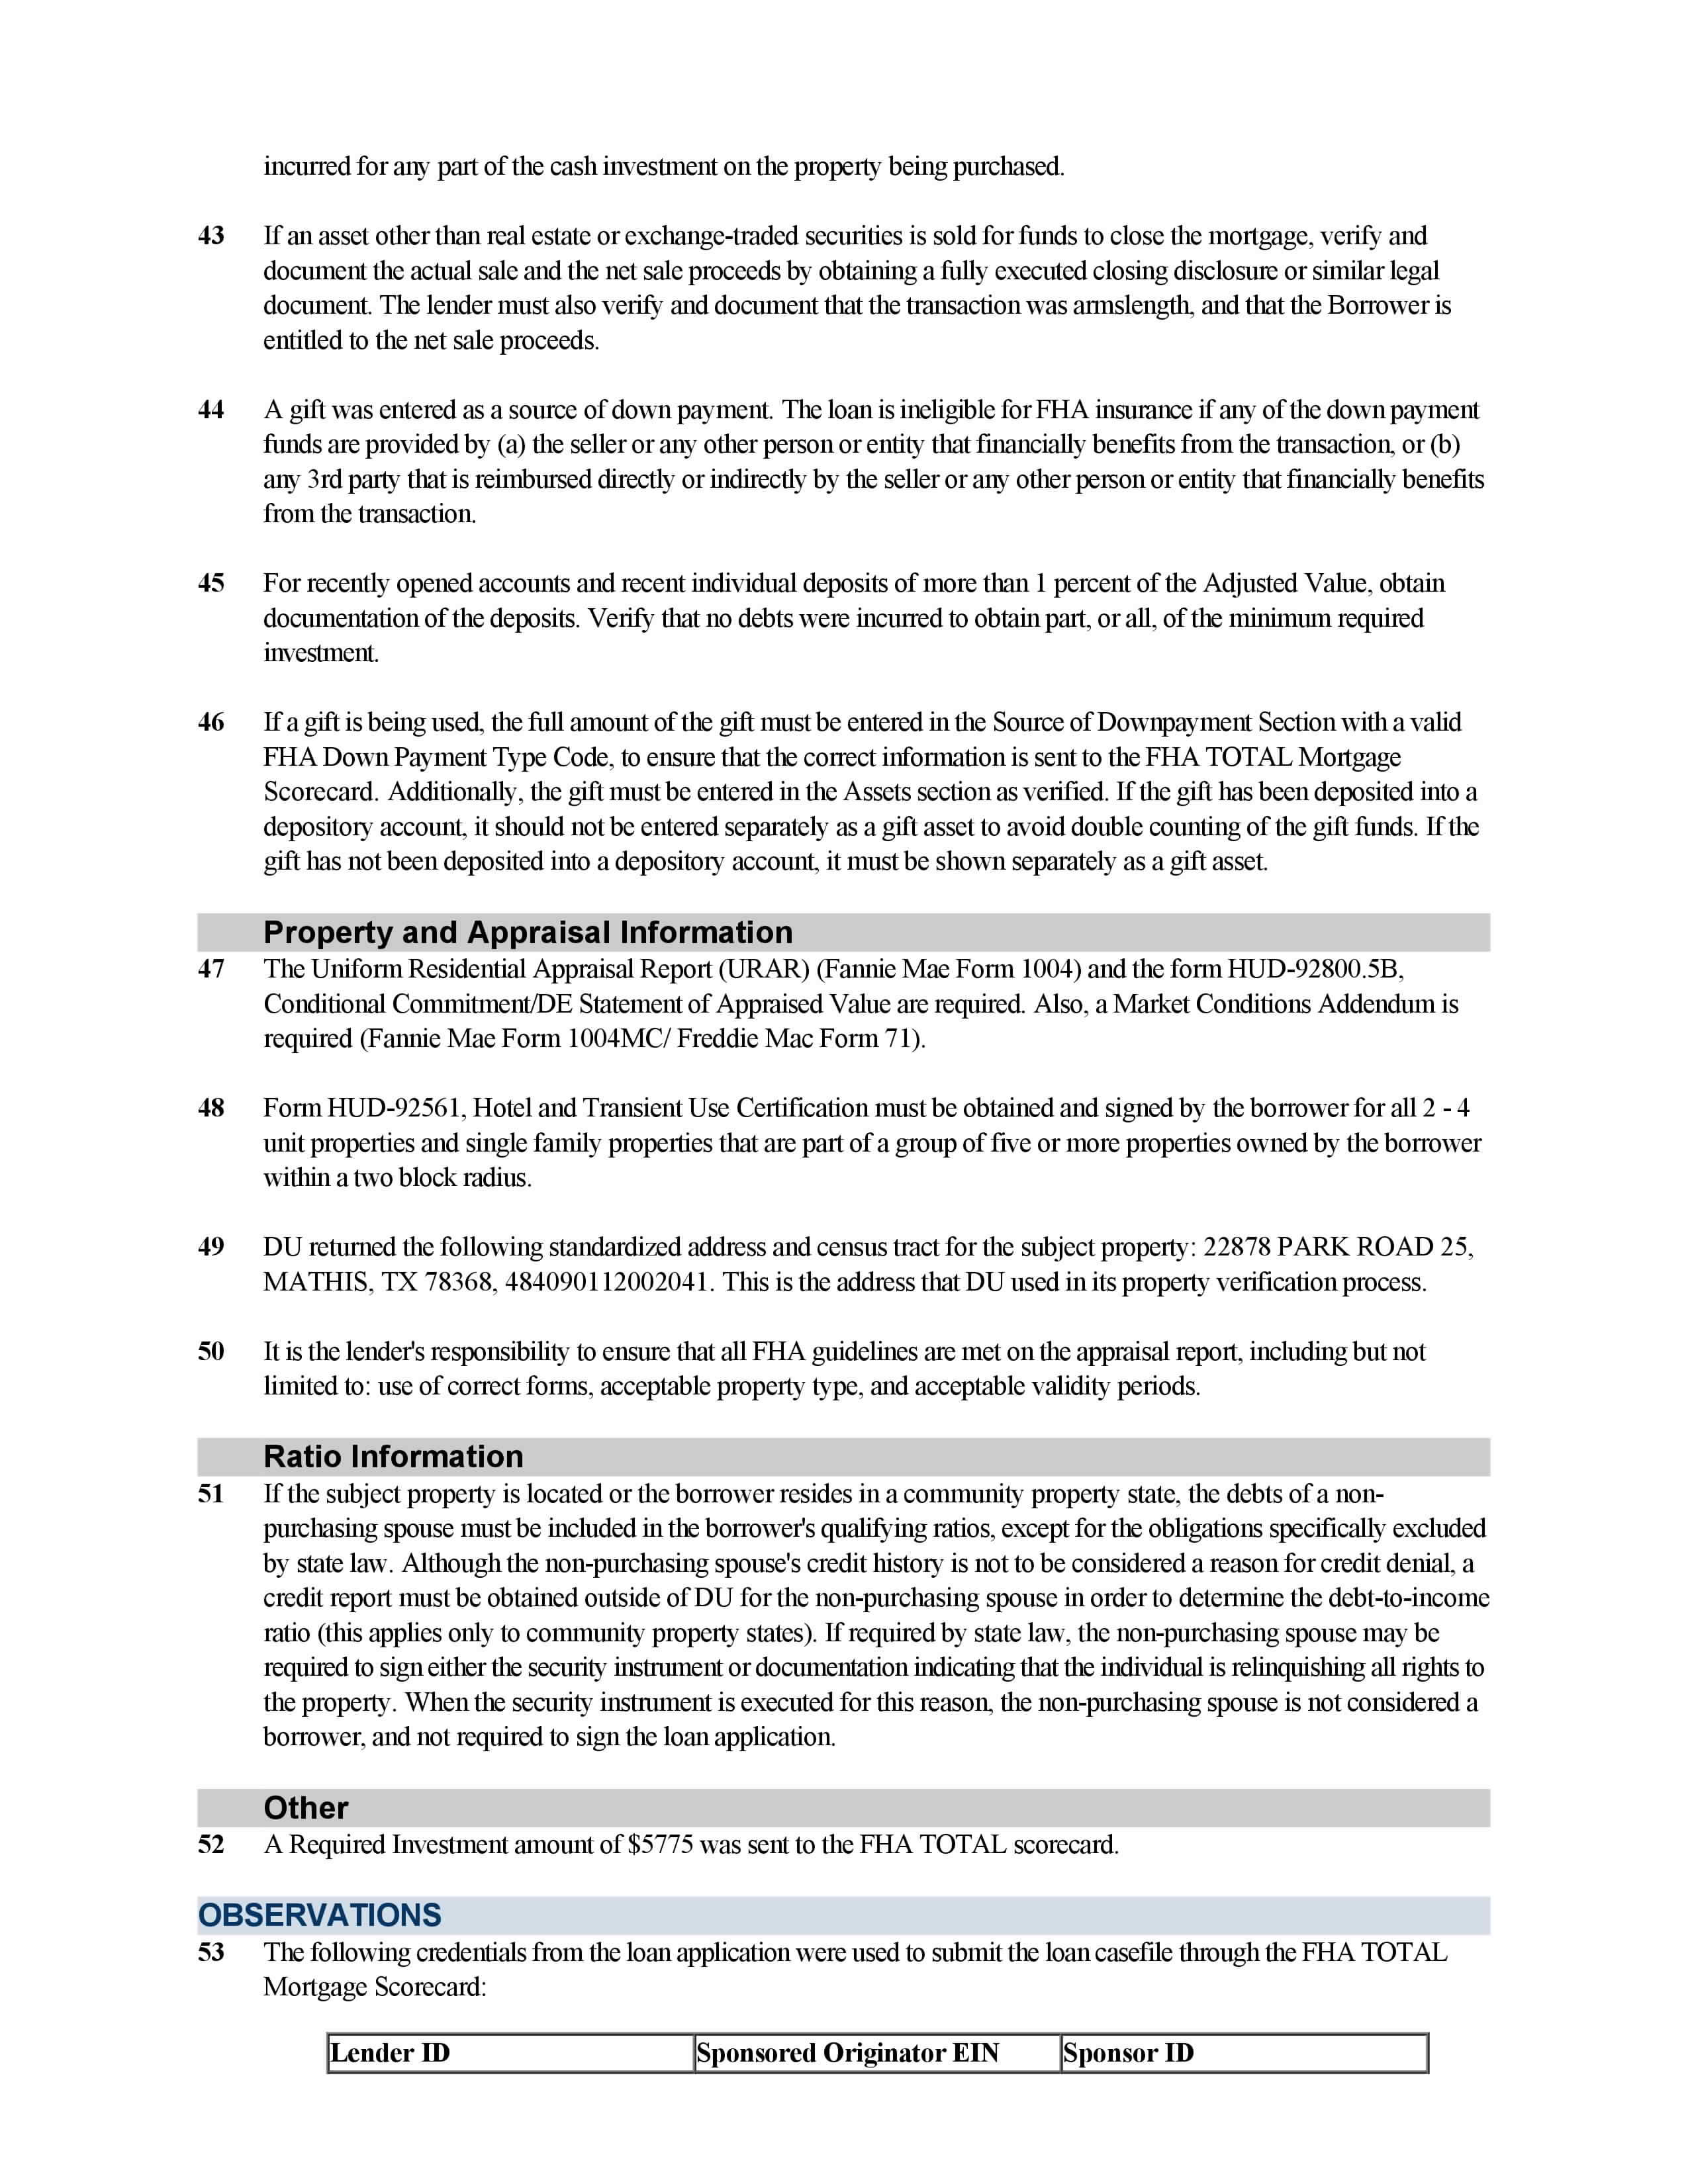 incurred for any part of the cash investment on the property being purchased.
43 If an asset other than real estate or exchange-traded securities is sold for funds to close the mortgage, verify and
document the actual sale and the net sale proceeds by obtaining a fully executed closing disclosure or similar legal
document. The lender must also verify and document that the transaction was armslength, and that the Borrower is
entitled to the net sale proceeds.
44 A gift was entered as a source of down payment. The loan is ineligible for FHA insurance if any of the down payment
funds are provided by (a) the seller or any other person or entity that financially benefits from the transaction, or (b)
any 3rd party that is reimbursed directly or indirectly by the seller or any other person or entity that financially benefits
from the transaction.
45 For recently opened accounts and recent individual deposits of more than 1 percent of the Adjusted Value, obtain
documentation of the deposits. Verify that no debts were incurred to obtain part, or all, of the minimum required
investment.
46 If a gift is being used, the full amount of the gift must be entered in the Source of Downpayment Section with a valid
FHA Down Payment Type Code, to ensure that the correct information is sent to the FHA TOTAL Mortgage
Scorecard. Additionally, the gift must be entered in the Assets section as verified. If the gift has been deposited into a
depository account, it should not be entered separately as a gift asset to avoid double counting of the gift funds. If the
gift has not been deposited into a depository account, it must be shown separately as a gift asset.
Property and Appraisal Information
47 The Uniform Residential Appraisal Report (URAR) (Fannie Mae Form 1004) and the form HUD-92800.5B,
Conditional Commitment/DE Statement of Appraised Value are required. Also, a Market Conditions Addendum is
required (Fannie Mae Form 1004MC/ Freddie Mac Form 71).
48 Form HUD-92561, Hotel and Transient Use Certification must be obtained and signed by the borrower for all 2 - 4
unit properties and single family properties that are part of a group of five or more properties owned by the borrower
within a two block radius.
49 DU returned the following standardized address and census tract for the subject property: 22878 PARK ROAD 25,
MATHIS, TX 78368, 484090112002041. This is the address that DU used in its property verification process.
50 It is the lender's responsibility to ensure that all FHA guidelines are met on the appraisal report, including but not
limited to: use of correct forms, acceptable property type, and acceptable validity periods.
Ratio Information
51 If the subject property is located or the borrower resides in a community property state, the debts of a non-
purchasing spouse must be included in the borrower's qualifying ratios, except for the obligations specifically excluded
by state law. Although the non-purchasing spouse's credit history is not to be considered a reason for credit denial, a
credit report must be obtained outside of DU for the non-purchasing spouse in order to determine the debt-to-income
ratio (this applies only to community property states). If required by state law, the non-purchasing spouse may be
required to sign either the security instrument or documentation indicating that the individual is relinquishing all rights to
the property. When the security instrument is executed for this reason, the non-purchasing spouse is not considered a
borrower, and not required to sign the loan application.
Other
52 A Required Investment amount of $5775 was sent to the FHA TOTAL scorecard.
OBSERVATIONS
53 The following credentials from the loan application were used to submit the loan casefile through the FHA TOTAL
Mortgage Scorecard:
Lender ID Sponsored Originator EIN Sponsor ID